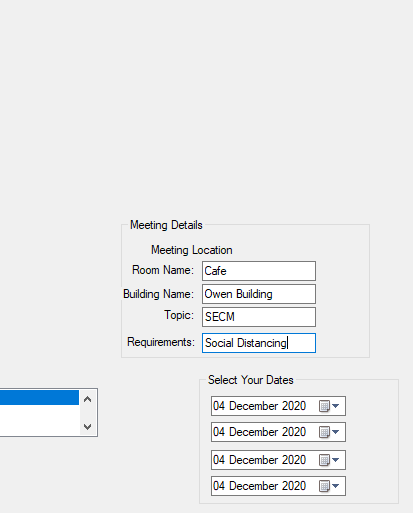 Meeting Details
Meeting Location
Room Name: Cafe
Building Name: Owen Building
Topic: SECM
Requirements: Social Distancing
Select Your Dates
04 December 2020
04 December 2020
04 December 2020
04 December 2020